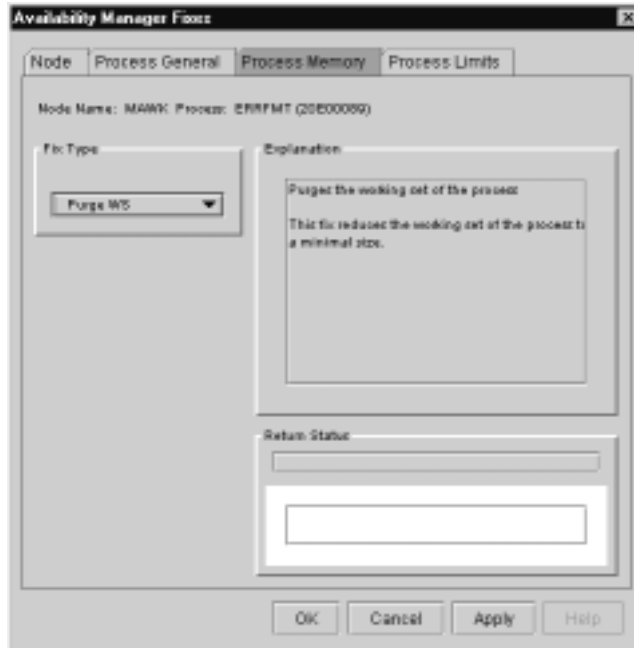 Availability Manager Fixes
Node Process General Process Memory Process Limits
Node Name: MAWK Process: ERRFMT (20E00089)
Fix Type
Purge WS
Explanation
Purges the working set of the process
This fix reduces the working set of the process to
a minimal size.
Return Status
OK Cancel Apply Help